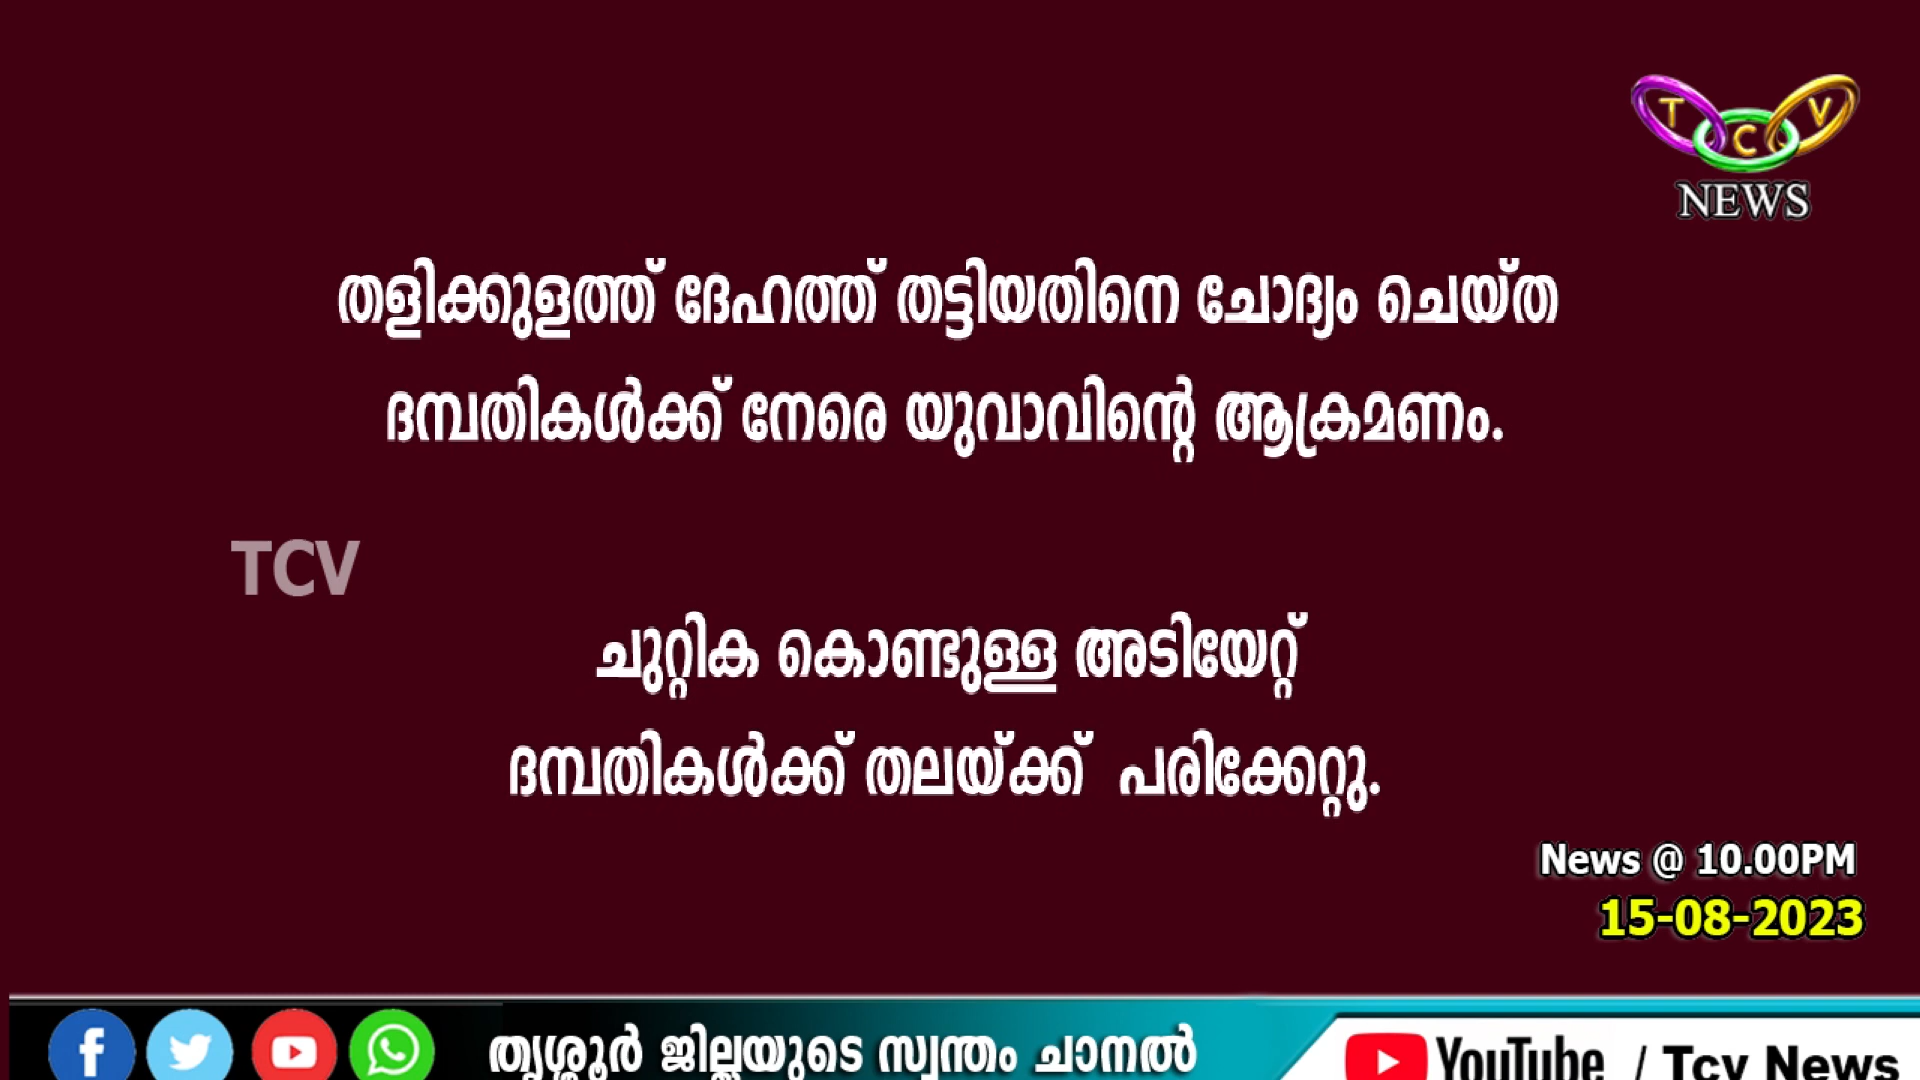 T C V
NEWS
തളിക്കുളത്ത് ദേഹത്ത് തട്ടിയതിനെ ചോദ്യം ചെയ്ത
ദമ്പതികൾക്ക് നേരെ യുവാവിന്റെ ആക്രമണം.
TCV
ചുറ്റിക കൊണ്ടുള്ള അടിയേറ്റ്
ദമ്പതികൾക്ക് തലയ്ക്ക് പരിക്കേറ്റു.
News @ 10.00PM
15-08-2023
തൃശ്ശൂർ ജില്ലയുടെ സ്വന്തം ചാനൽ
YouTube / Tcv News